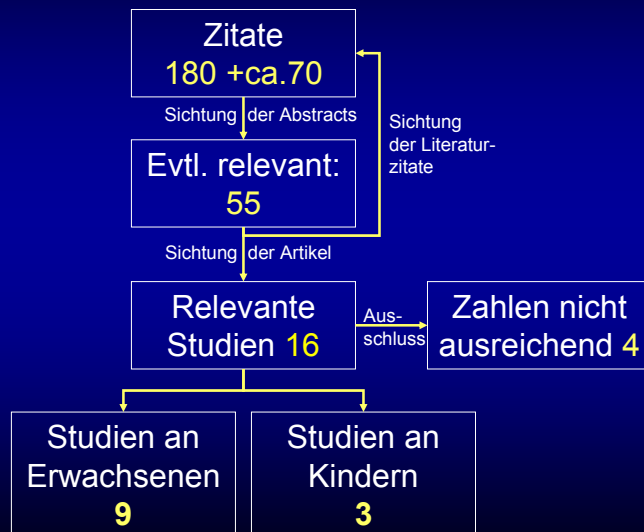 Zitate
180 +ca.70
Sichtung der Abstracts
Sichtung
der Literatur-
zitate
Evtl. relevant:
55
Sichtung der Artikel
Relevante
Studien 16
Aus-
schluss
Zahlen nicht
ausreichend 4
Studien an
Erwachsenen
9
Studien an
Kindern
3